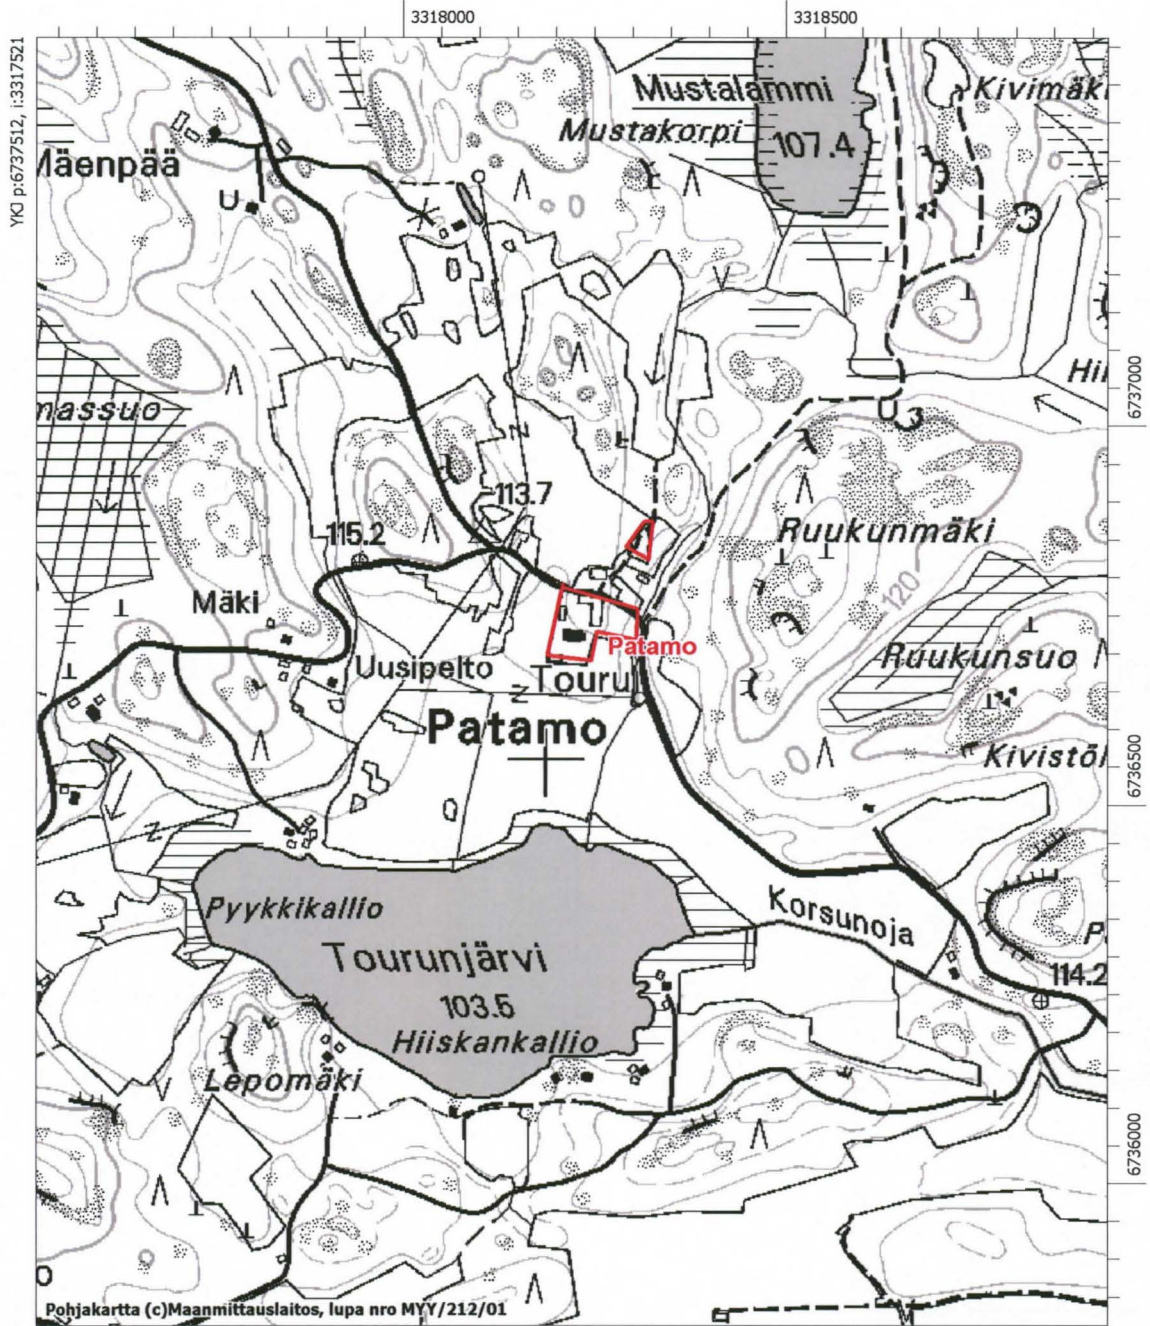 3318000
3318500
YKJ p:6737512, i:3317521
Mustalammi
107.4
Kivimäki
Mustakorpi
Mäenpää
U
6737000
massuo
U
113.7
115.2
Ruukunmäki
120
Mäki
Patamo
Ruukunsuo
Uusipelto
Touru
Patamo
Kivistöl
6736500
Pyykkikallio
Korsunoja
Tourunjärvi
103.5
114.2
Hiiskankallio
Lepomäki
6736000
Pohjakartta (c)Maanmittauslaitos, lupa nro MYY/212/01